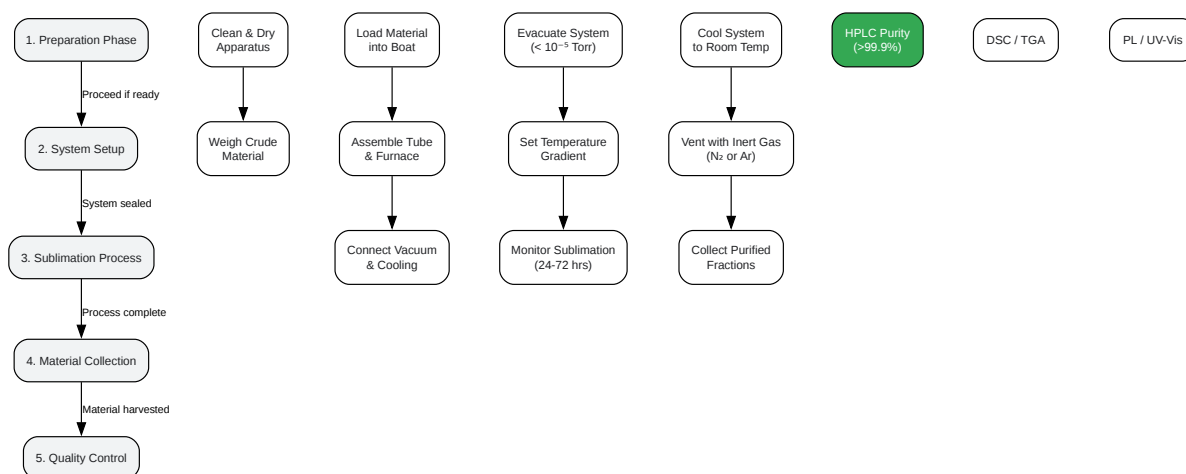 1. Preparation Phase
Proceed if ready
2. System Setup
System sealed
3. Sublimation Process
Process complete
4. Material Collection
Material harvested
5. Quality Control
Clean & Dry
Apparatus
Weigh Crude
Material
Load Material
into Boat
Assemble Tube
& Furnace
Connect Vacuum
& Cooling
Evacuate System
(< 10⁻⁵ Torr)
Set Temperature
Gradient
Monitor Sublimation
(24-72 hrs)
Cool System
to Room Temp
Vent with Inert Gas
(N₂ or Ar)
Collect Purified
Fractions
HPLC Purity
(>99.9%)
DSC / TGA
PL / UV-Vis